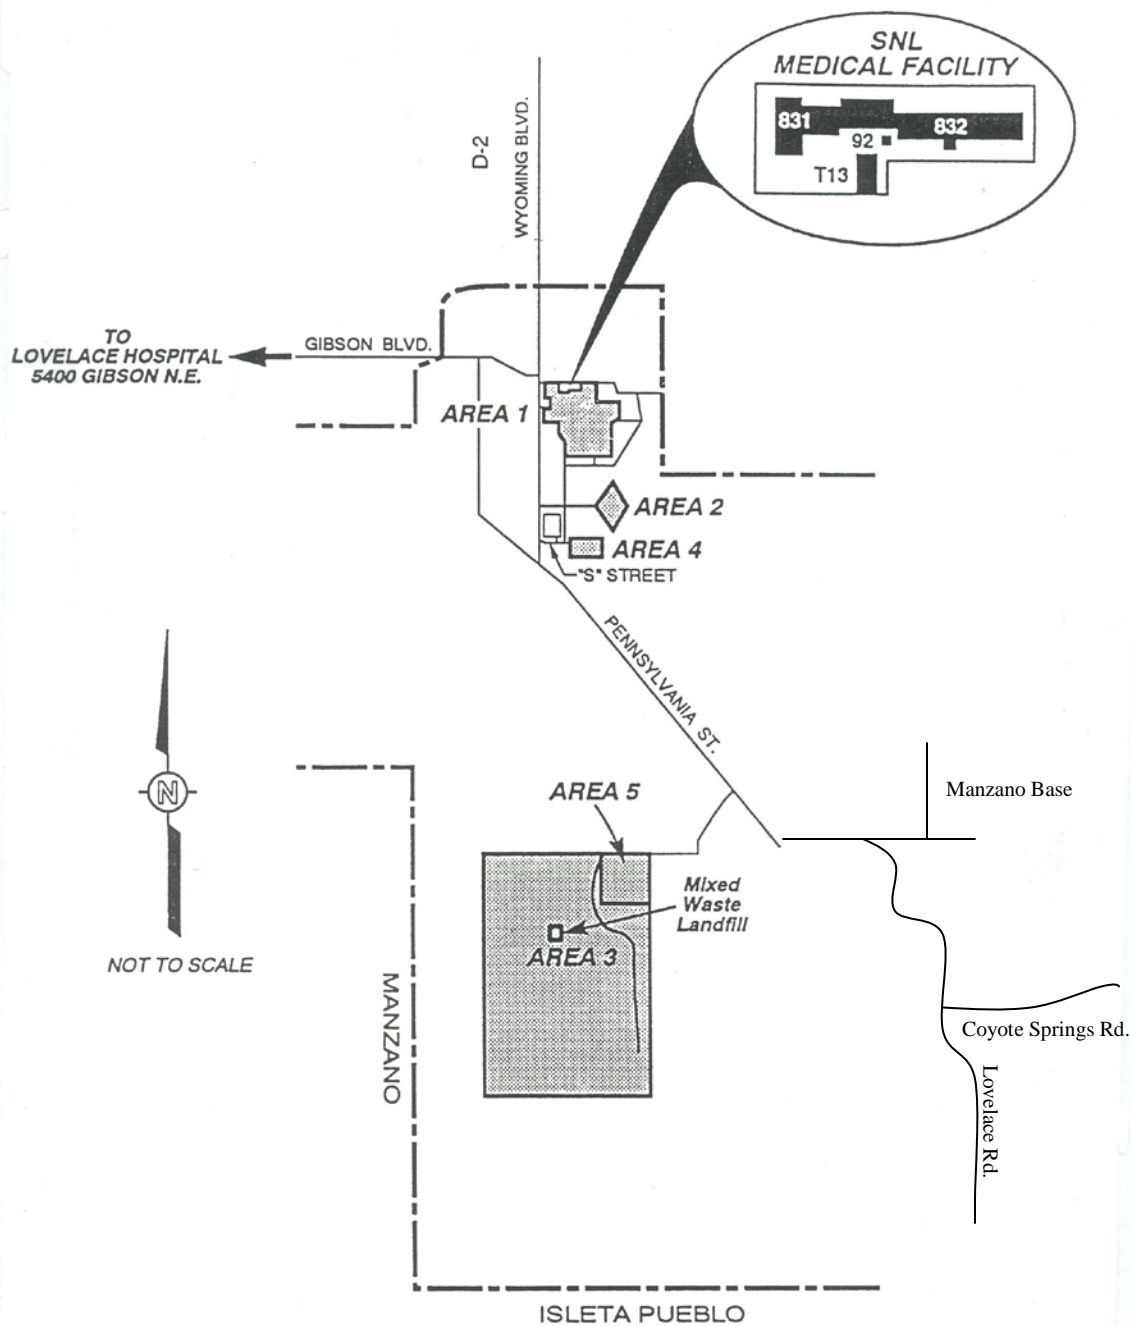 SNL
MEDICAL FACILITY
831
832
92
T13
D-2
WYOMING BLVD.
TO
LOVELACE HOSPITAL
5400 GIBSON N.E.
GIBSON BLVD.
AREA 1
AREA 2
AREA 4
"S" STREET
PENNSYLVANIA ST.
N
NOT TO SCALE
AREA 5
Manzano Base
Mixed
Waste
Landfill
AREA 3
MANZANO
Coyote Springs Rd.
Lovelace Rd.
ISLETA PUEBLO